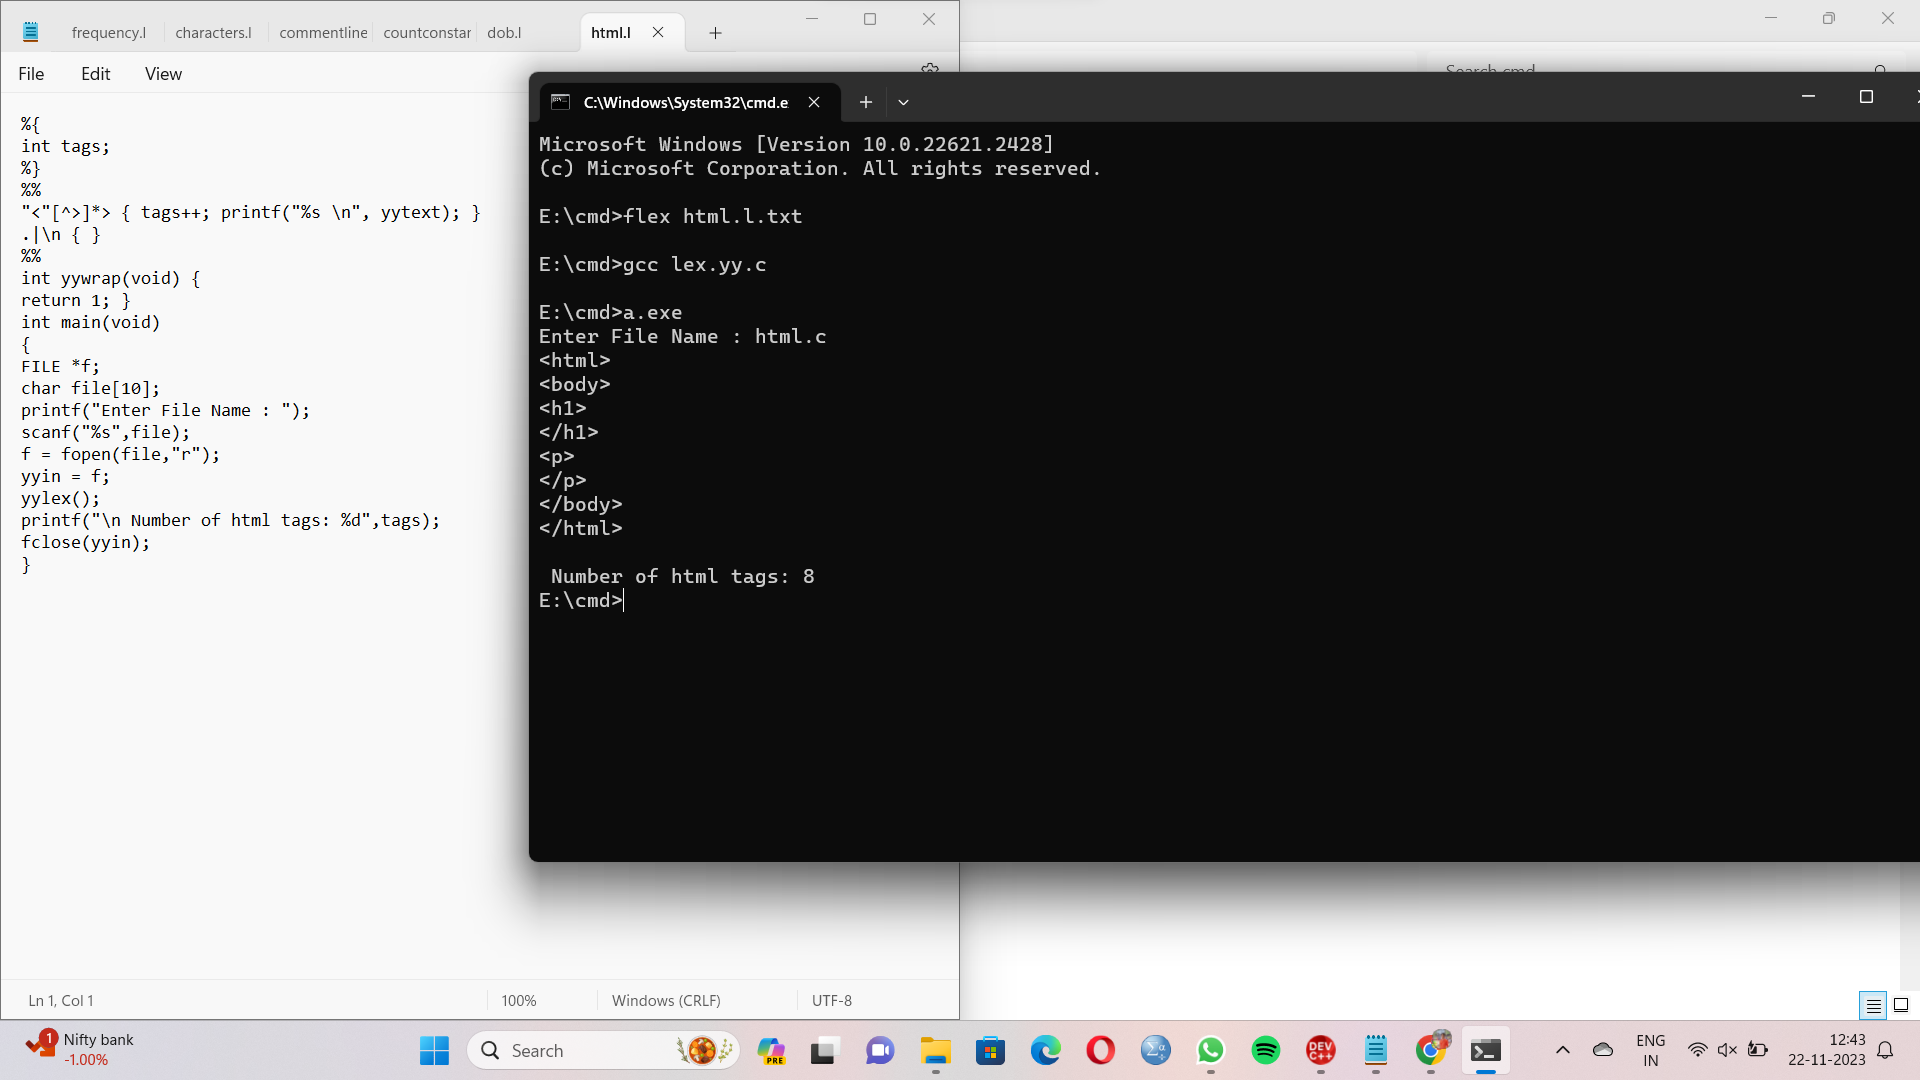 frequency.l
characters.l
commentline
countconstar
dob.l
html.l
File
Edit
View
%{
int tags;
%}
%%
"<"[^>]*> { tags++; printf("%s \n", yytext); }
.|\n { }
%%
int yywrap(void) {
return 1; }
int main(void)
{
FILE *f;
char file[10];
printf("Enter File Name : ");
scanf("%s",file);
f = fopen(file,"r");
yyin = f;
yylex();
printf("\n Number of html tags: %d",tags);
fclose(yyin);
}
Ln 1, Col 1
100%
Windows (CRLF)
UTF-8
Search cmd
C:\Windows\System32\cmd.e
Microsoft Windows [Version 10.0.22621.2428]
(c) Microsoft Corporation. All rights reserved.
E:\cmd>flex html.l.txt
E:\cmd>gcc lex.yy.c
E:\cmd>a.exe
Enter File Name : html.c
<html>
<body>
<h1>
</h1>
<p>
</p>
</body>
</html>
Number of html tags: 8
E:\cmd>
1
Nifty bank
-1.00%
Search
PRE
DEV
C++
ENG
IN
12:43
22-11-2023